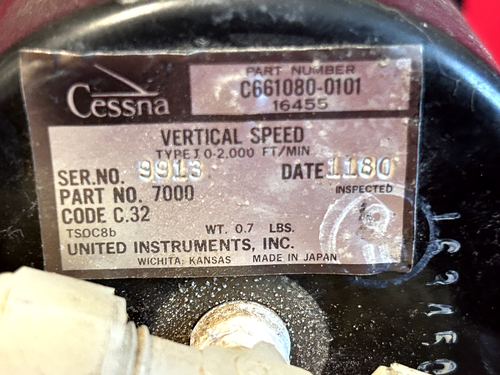 Cessna
PART NUMBER
C661080-0101
16455
VERTICAL SPEED
TYPE I 0-2,000 FT/MIN
SER.NO. 9913 DATE 1180
PART NO. 7000 INSPECTED
CODE C.32
TSOC8b WT. 0.7 LBS.
UNITED INSTRUMENTS, INC.
WICHITA, KANSAS MADE IN JAPAN